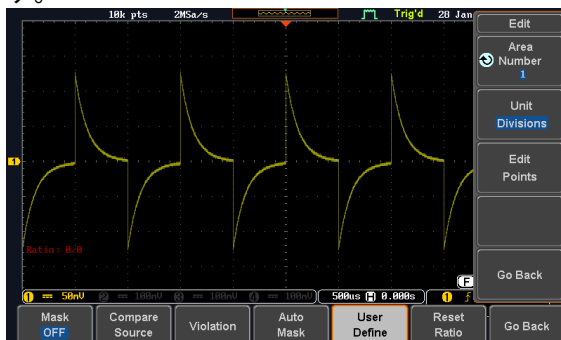 10k pts 2MSa/s Trig'd 28 Jan
Edit
Area
Number
1
Unit
Divisions
Edit
Points
Go Back
1
Ratio: 0/0
F
1 50mV 2 100mV 3 100mV 4 100mV 500us H 0.000s 1
Mask
OFF
Compare
Source
Violation
Auto
Mask
User
Define
Reset
Ratio
Go Back